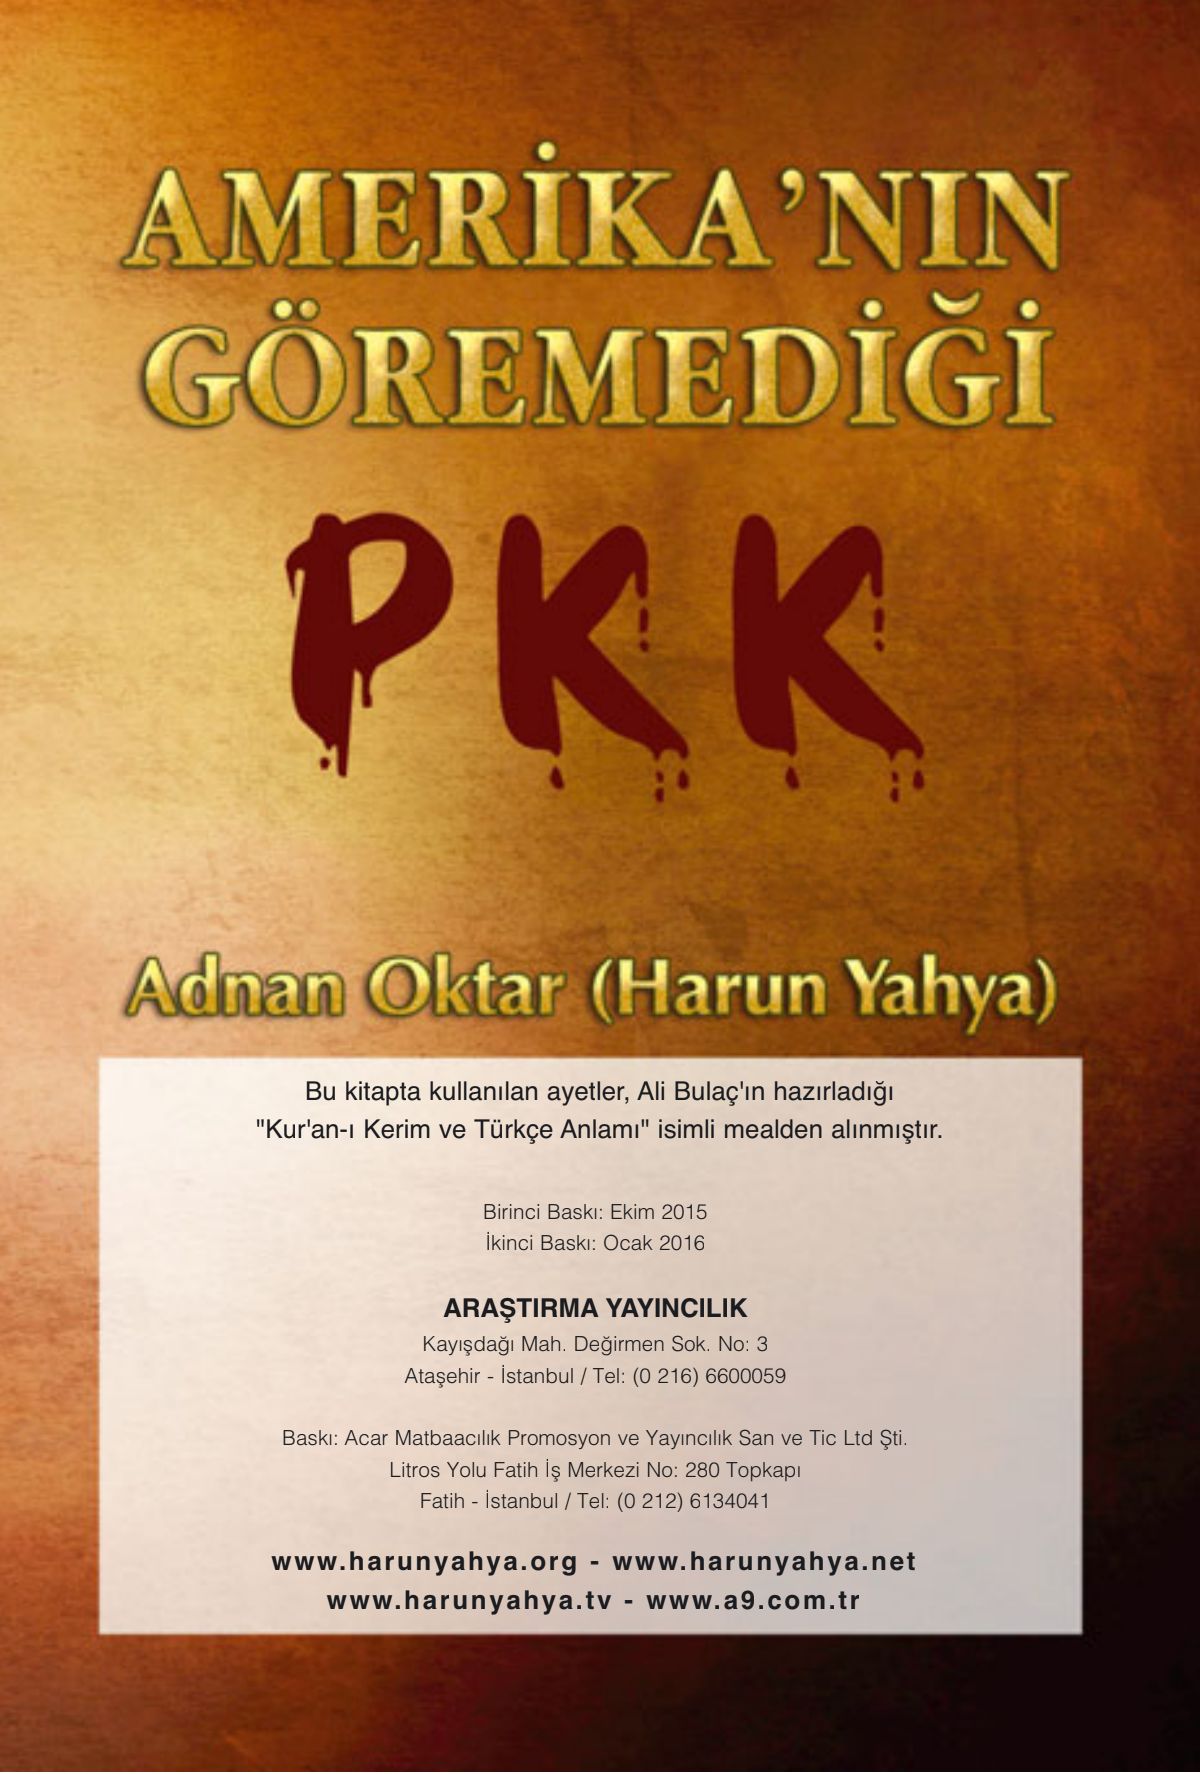 AMERİKA'NIN
GÖREMEDİĞİ
PKK
Adnan Oktar (Harun Yahya)
Bu kitapta kullanılan ayetler, Ali Bulaç'ın hazırladığı
"Kur'an-ı Kerim ve Türkçe Anlamı" isimli mealden alınmıştır.
Birinci Baskı: Ekim 2015
İkinci Baskı: Ocak 2016
ARAŞTIRMA YAYINCILIK
Kayışdağı Mah. Değirmen Sok. No: 3
Ataşehir - İstanbul / Tel: (0 216) 6600059
Baskı: Acar Matbaacılık Promosyon ve Yayıncılık San ve Tic Ltd Şti.
Litros Yolu Fatih İş Merkezi No: 280 Topkapı
Fatih - İstanbul / Tel: (0 212) 6134041
www.harunyahya.org - www.harunyahya.net
www.harunyahya.tv - www.a9.com.tr